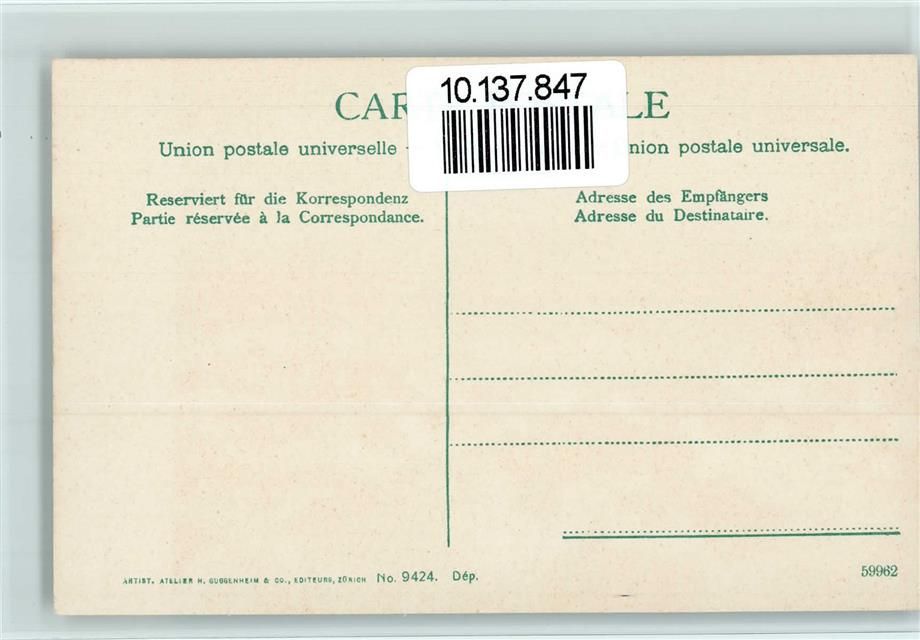 10.137.847
CAR ALE
Union postale universelle - nion postale universale.
Reserviert für die Korrespondenz
Partie réservée à la Correspondance.
Adresse des Empfängers
Adresse du Destinataire.
ARTIST. ATELIER H. GUGGENHEIM & CO., EDITEURS, ZÜRICH No. 9424. Dép.
59962